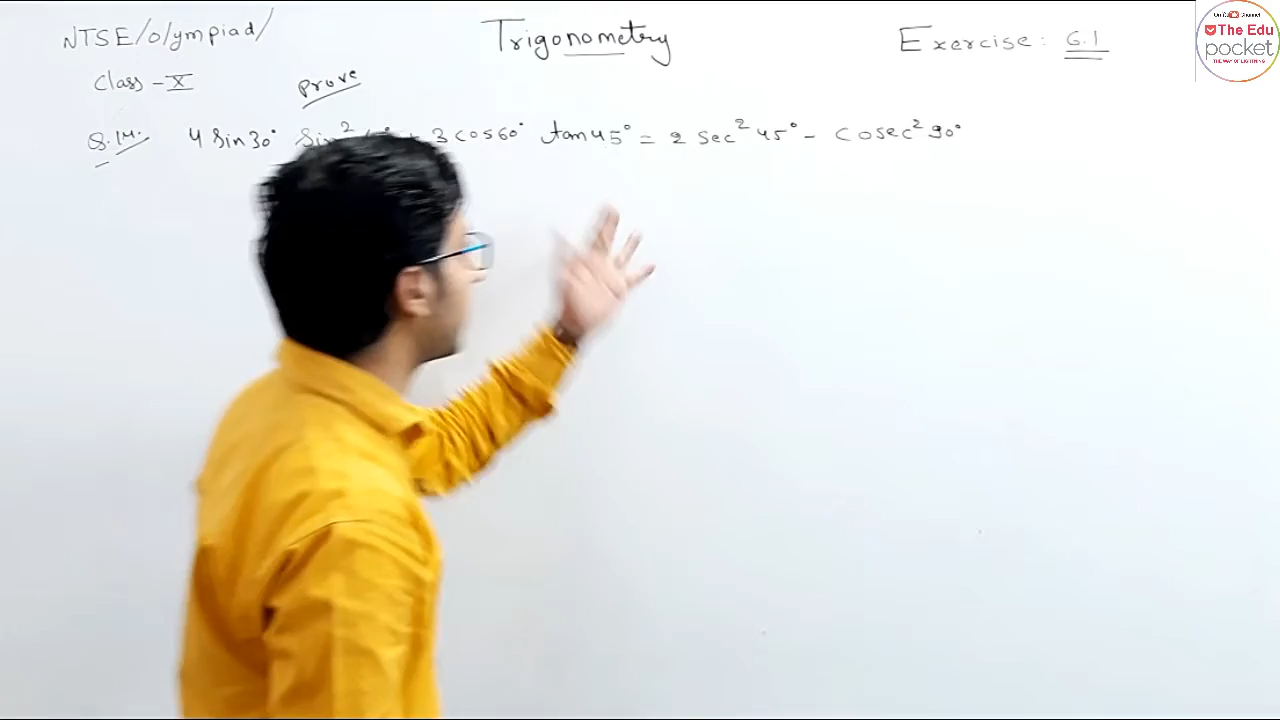 NTSE/Olympiad/ Trigonometry Exercise: 6.1
Class - X Prove
Q.14. 4 Sin30° Sin² + 3 cos60° tan45° = 2 Sec² 45° - Cosec² 90°
The Edu
pocket